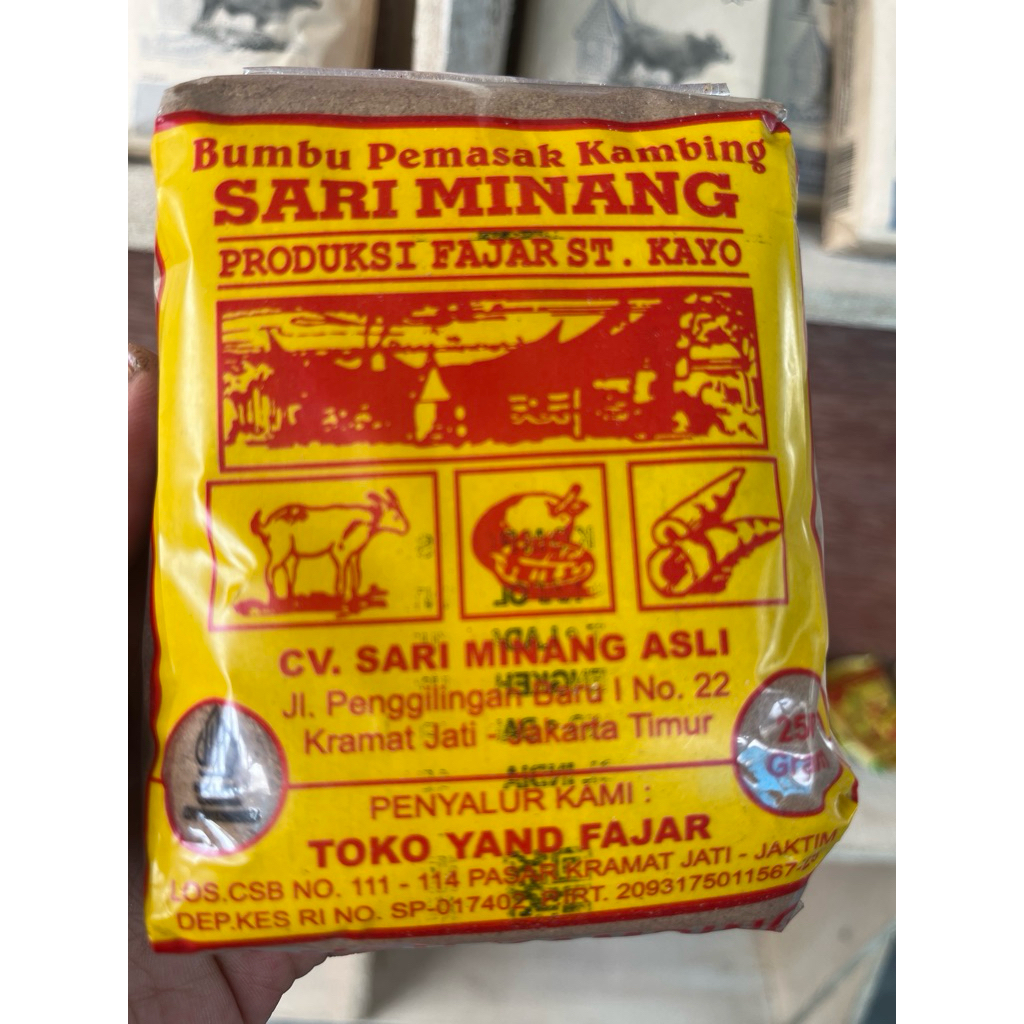 Bumbu Pemasak Kambing
SARI MINANG
PRODUKSI FAJAR ST. KAYO
CV. SARI MINANG ASLI
Jl. Penggilingan Baru I No. 22
Kramat Jati - Jakarta Timur
Gram
PENYALUR KAMI :
TOKO YAND FAJAR
LOS.CSB NO. 111 - 114 PASAR KRAMAT JATI - JAKTIM
DEP.KES RI NO.